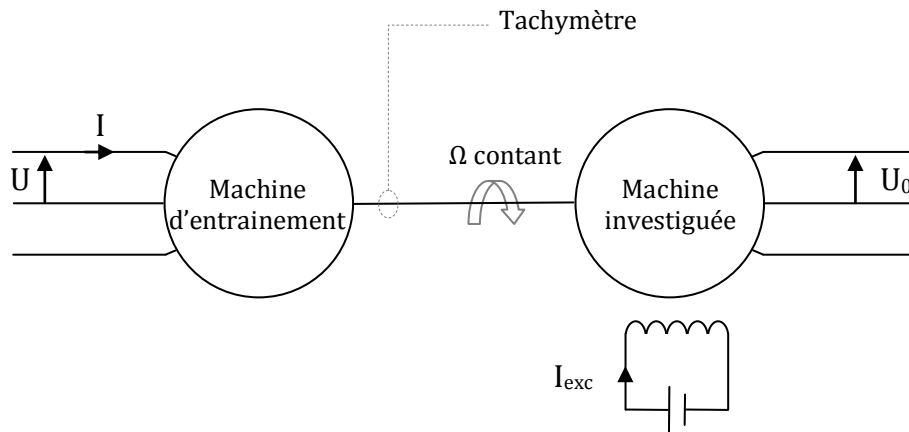 Tachymètre
I
Ω contant
U
Machine
d'entrainement
Machine
investiguée
U₀
Iexc